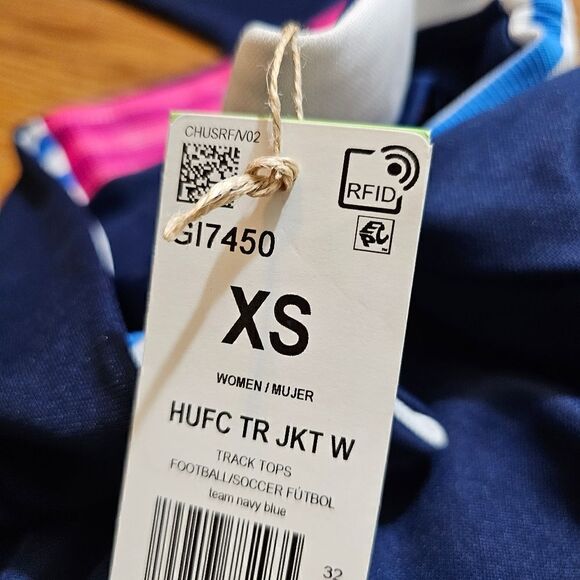 CHUSRF/V02
RFID
GI7450
EPC
XS
WOMEN / MUJER
HUFC TR JKT W
TRACK TOPS
FOOTBALL/SOCCER FÚTBOL
team navy blue
32